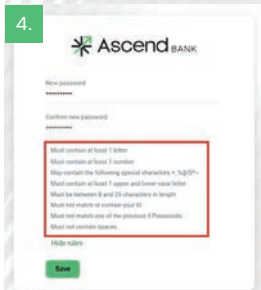 4.
Ascend BANK
New password
••••••••••
Confirm new password
••••••••••
Must contain at least 1 letter
Must contain at least 1 number
May contain the following special characters
Must contain at least 1 upper and lower case letter
Must be between 8 and 25 characters in length
Must not match or contain your ID
Must not match one of the previous 4 Passwords
Must not contain spaces
Hide rules
Save